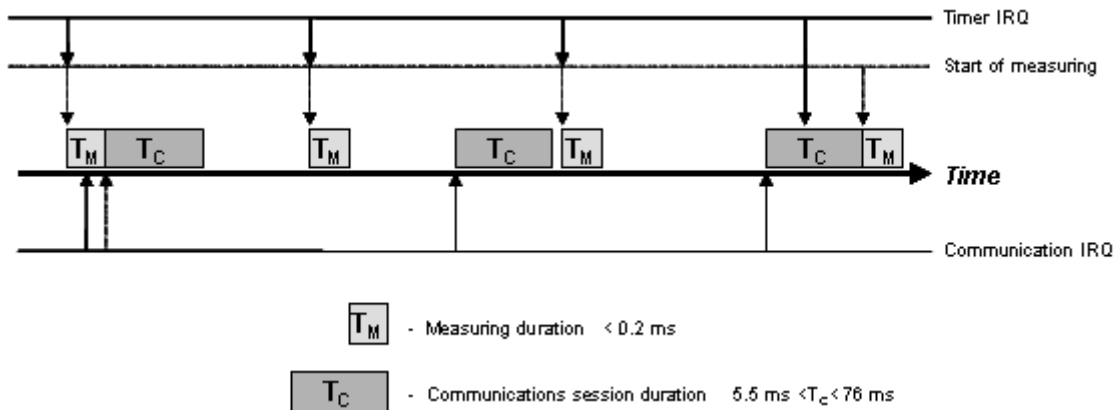 Timer IRQ
Start of measuring
TM TC TM TC TM TC TM
Time
Communication IRQ
TM - Measuring duration < 0.2 ms
TC - Communications session duration 5.5 ms <TC< 76 ms